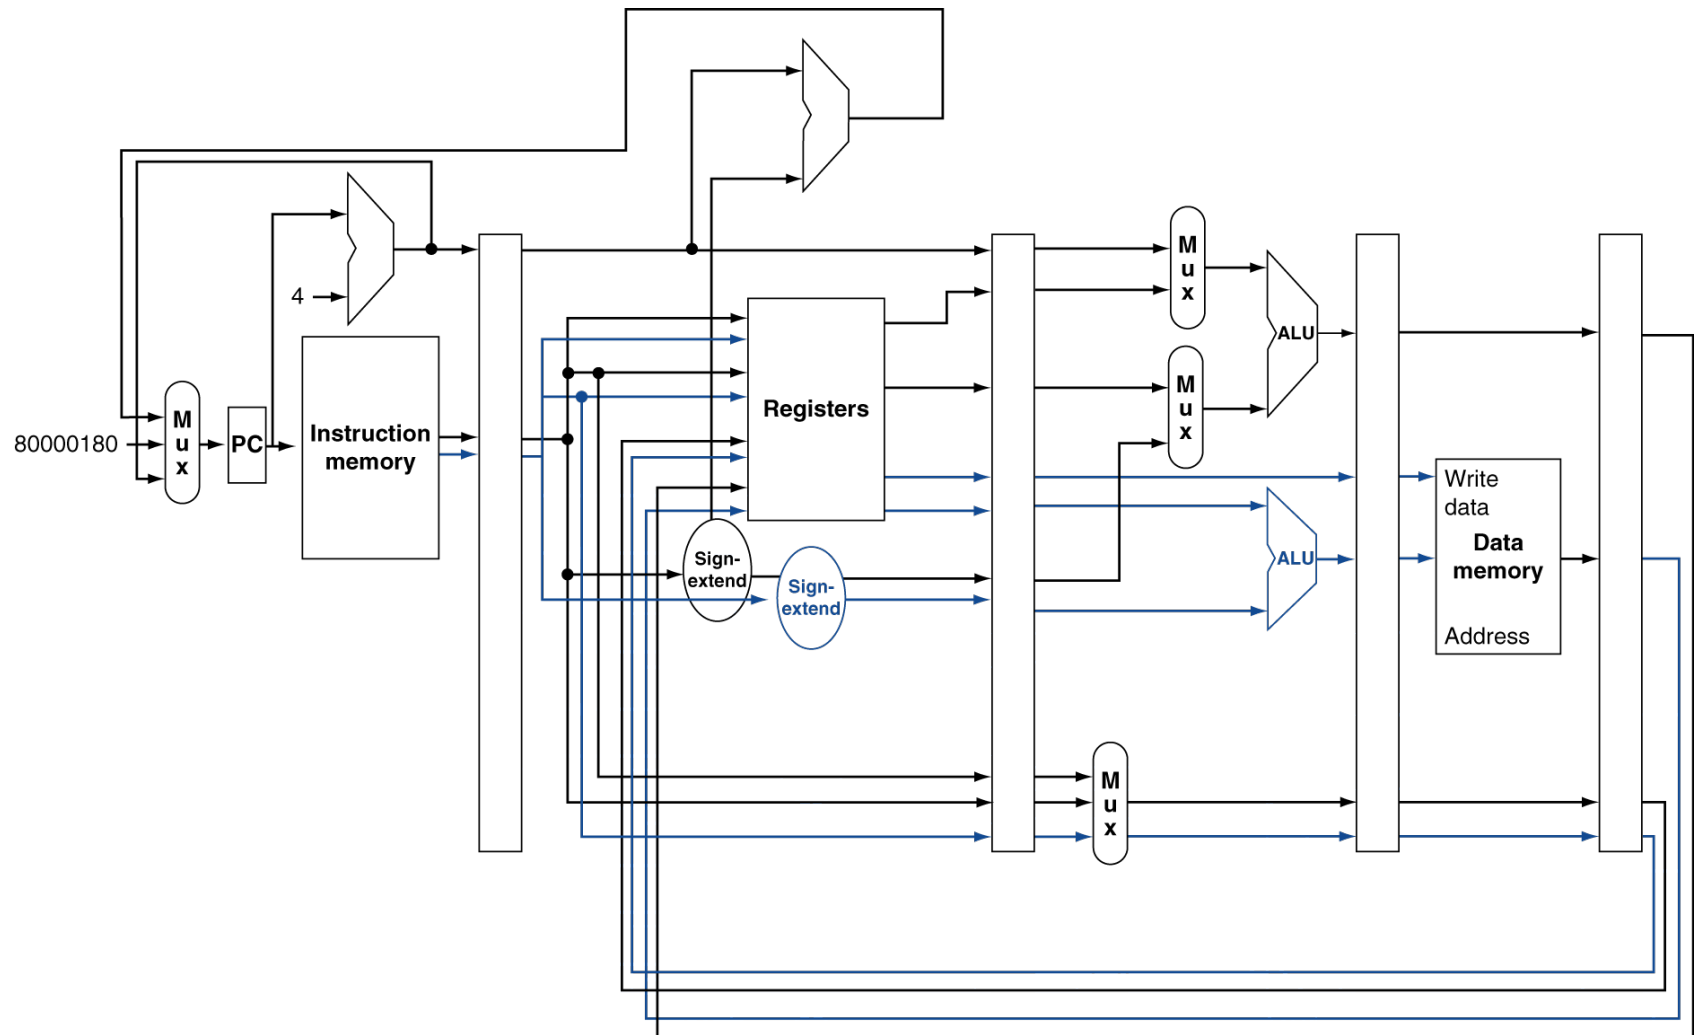 4
M
u
x
80000180
PC
Instruction
memory
Registers
Sign-
extend
Sign-
extend
M
u
x
M
u
x
ALU
ALU
M
u
x
Write
data
Data
memory
Address